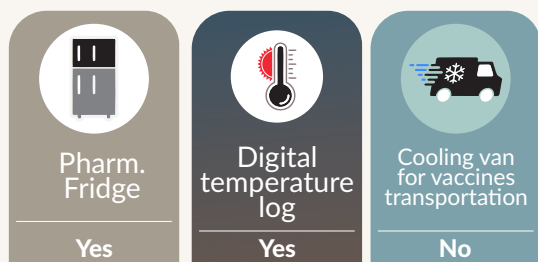 Pharm.
Fridge
Yes
Digital
temperature
log
Yes
Cooling van
for vaccines
transportation
No